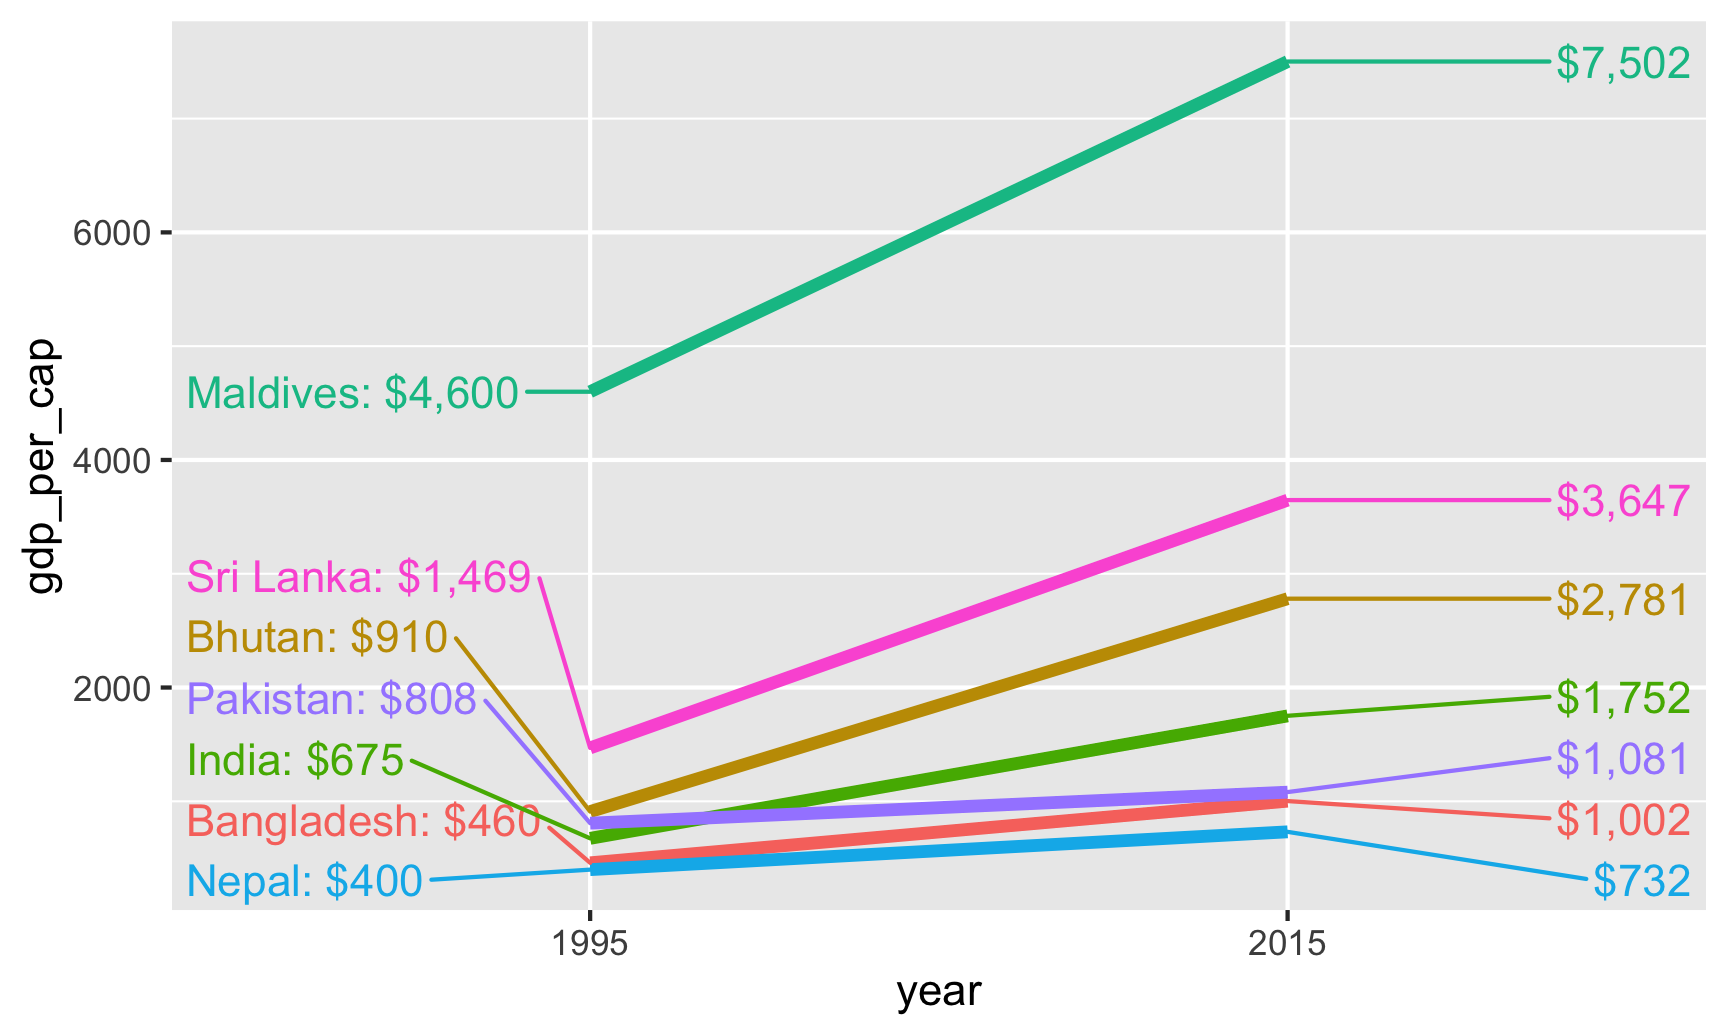 $7,502
6000
Maldives: $4,600
4000
$3,647
Sri Lanka: $1,469
$2,781
Bhutan: $910
2000
Pakistan: $808
$1,752
India: $675
$1,081
Bangladesh: $460
$1,002
Nepal: $400
$732
1995
2015
year
gdp_per_cap